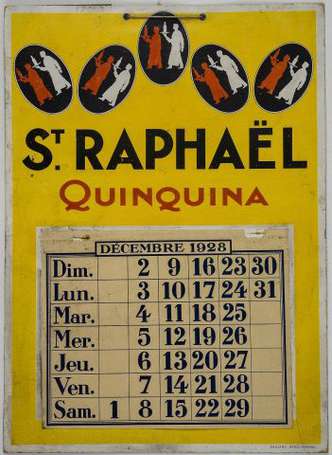 ST. RAPHAËL
QUINQUINA
DÉCEMBRE 1928
Dim. 2 9 16 23 30
Lun. 3 10 17 24 31
Mar. 4 11 18 25
Mer. 5 12 19 26
Jeu. 6 13 20 27
Ven. 7 14 21 28
Sam. 1 8 15 22 29